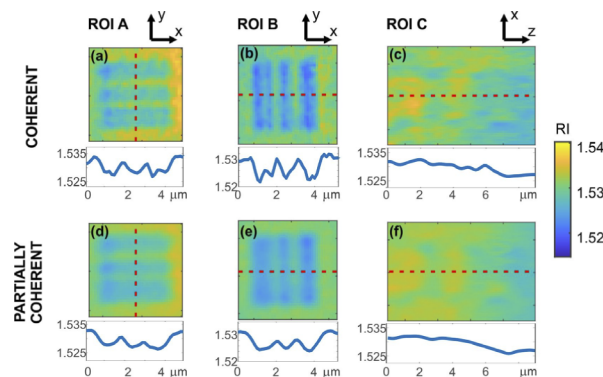 ROI A
ROI B
ROI C
y
x
y
x
x
z
COHERENT
(a)
(b)
(c)
RI
1.54
1.53
1.52
1.535
1.525
0 2 4 μm
1.53
1.52
0 2 4 μm
1.535
1.525
0 2 4 6 μm
PARTIALLY
COHERENT
(d)
(e)
(f)
1.535
1.525
0 2 4 μm
1.53
1.52
0 2 4 μm
1.535
1.525
0 2 4 6 μm